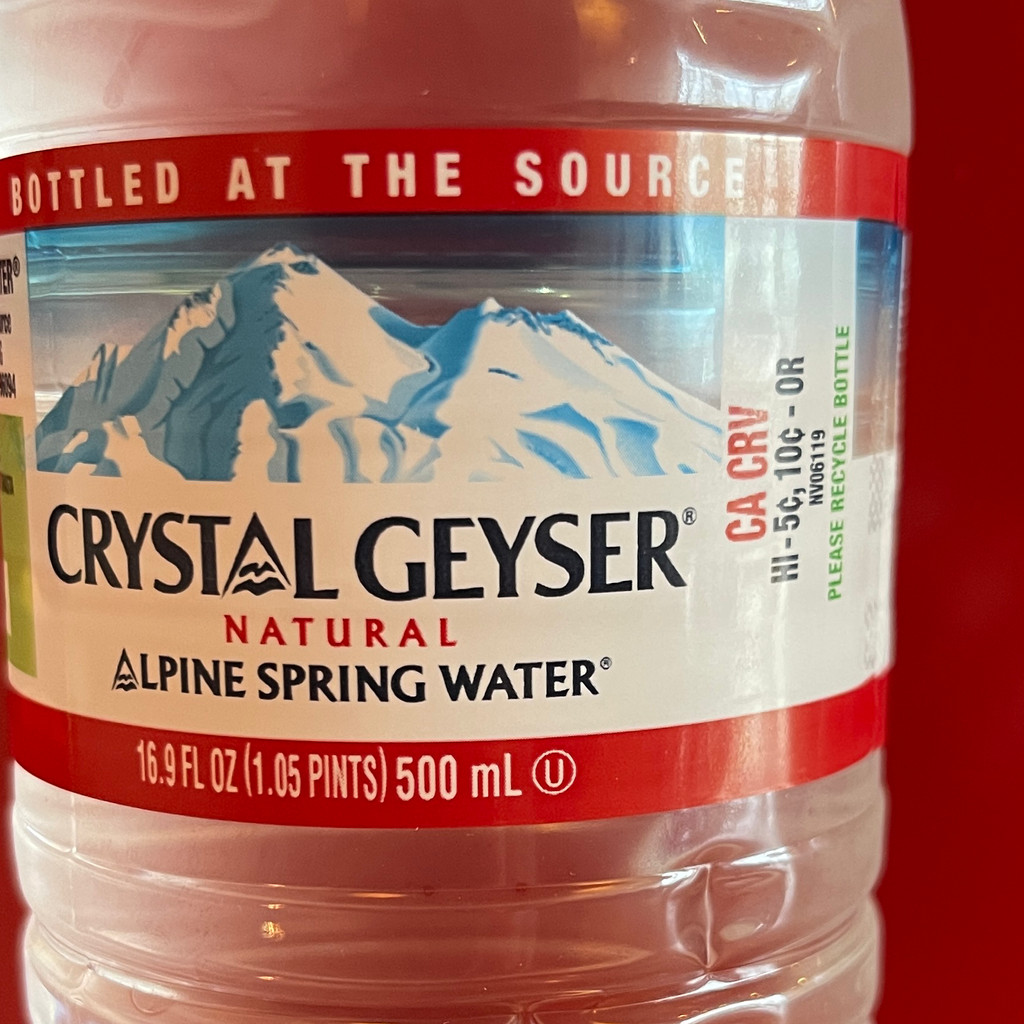 BOTTLED AT THE SOURCE
CRYSTAL GEYSER®
NATURAL
ALPINE SPRING WATER®
16.9 FL OZ (1.05 PINTS) 500 mL Ⓤ
CA CRV
HI-5¢, 10¢ - OR
NV06119
PLEASE RECYCLE BOTTLE